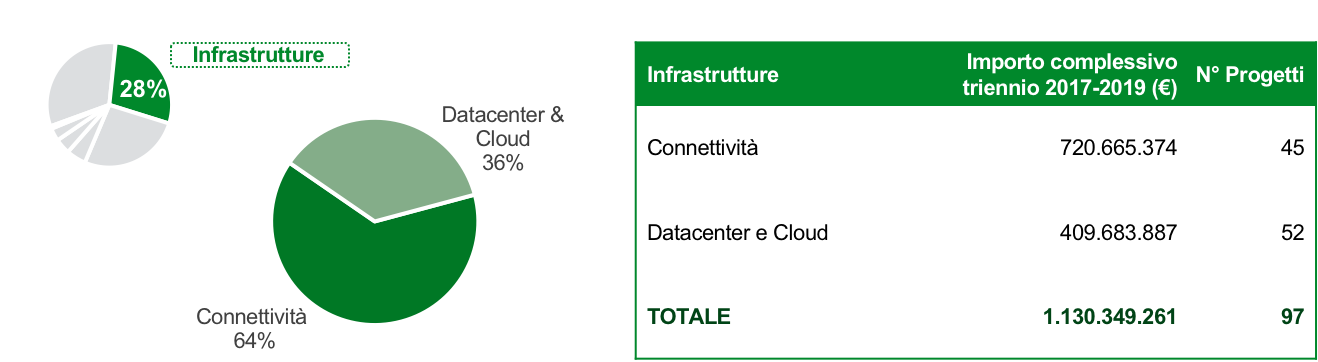 Infrastrutture
28%
Datacenter &
Cloud
36%
Connettività
64%
Infrastrutture Importo complessivo triennio 2017-2019 (€) N° Progetti
Connettività 720.665.374 45
Datacenter e Cloud 409.683.887 52
TOTALE 1.130.349.261 97